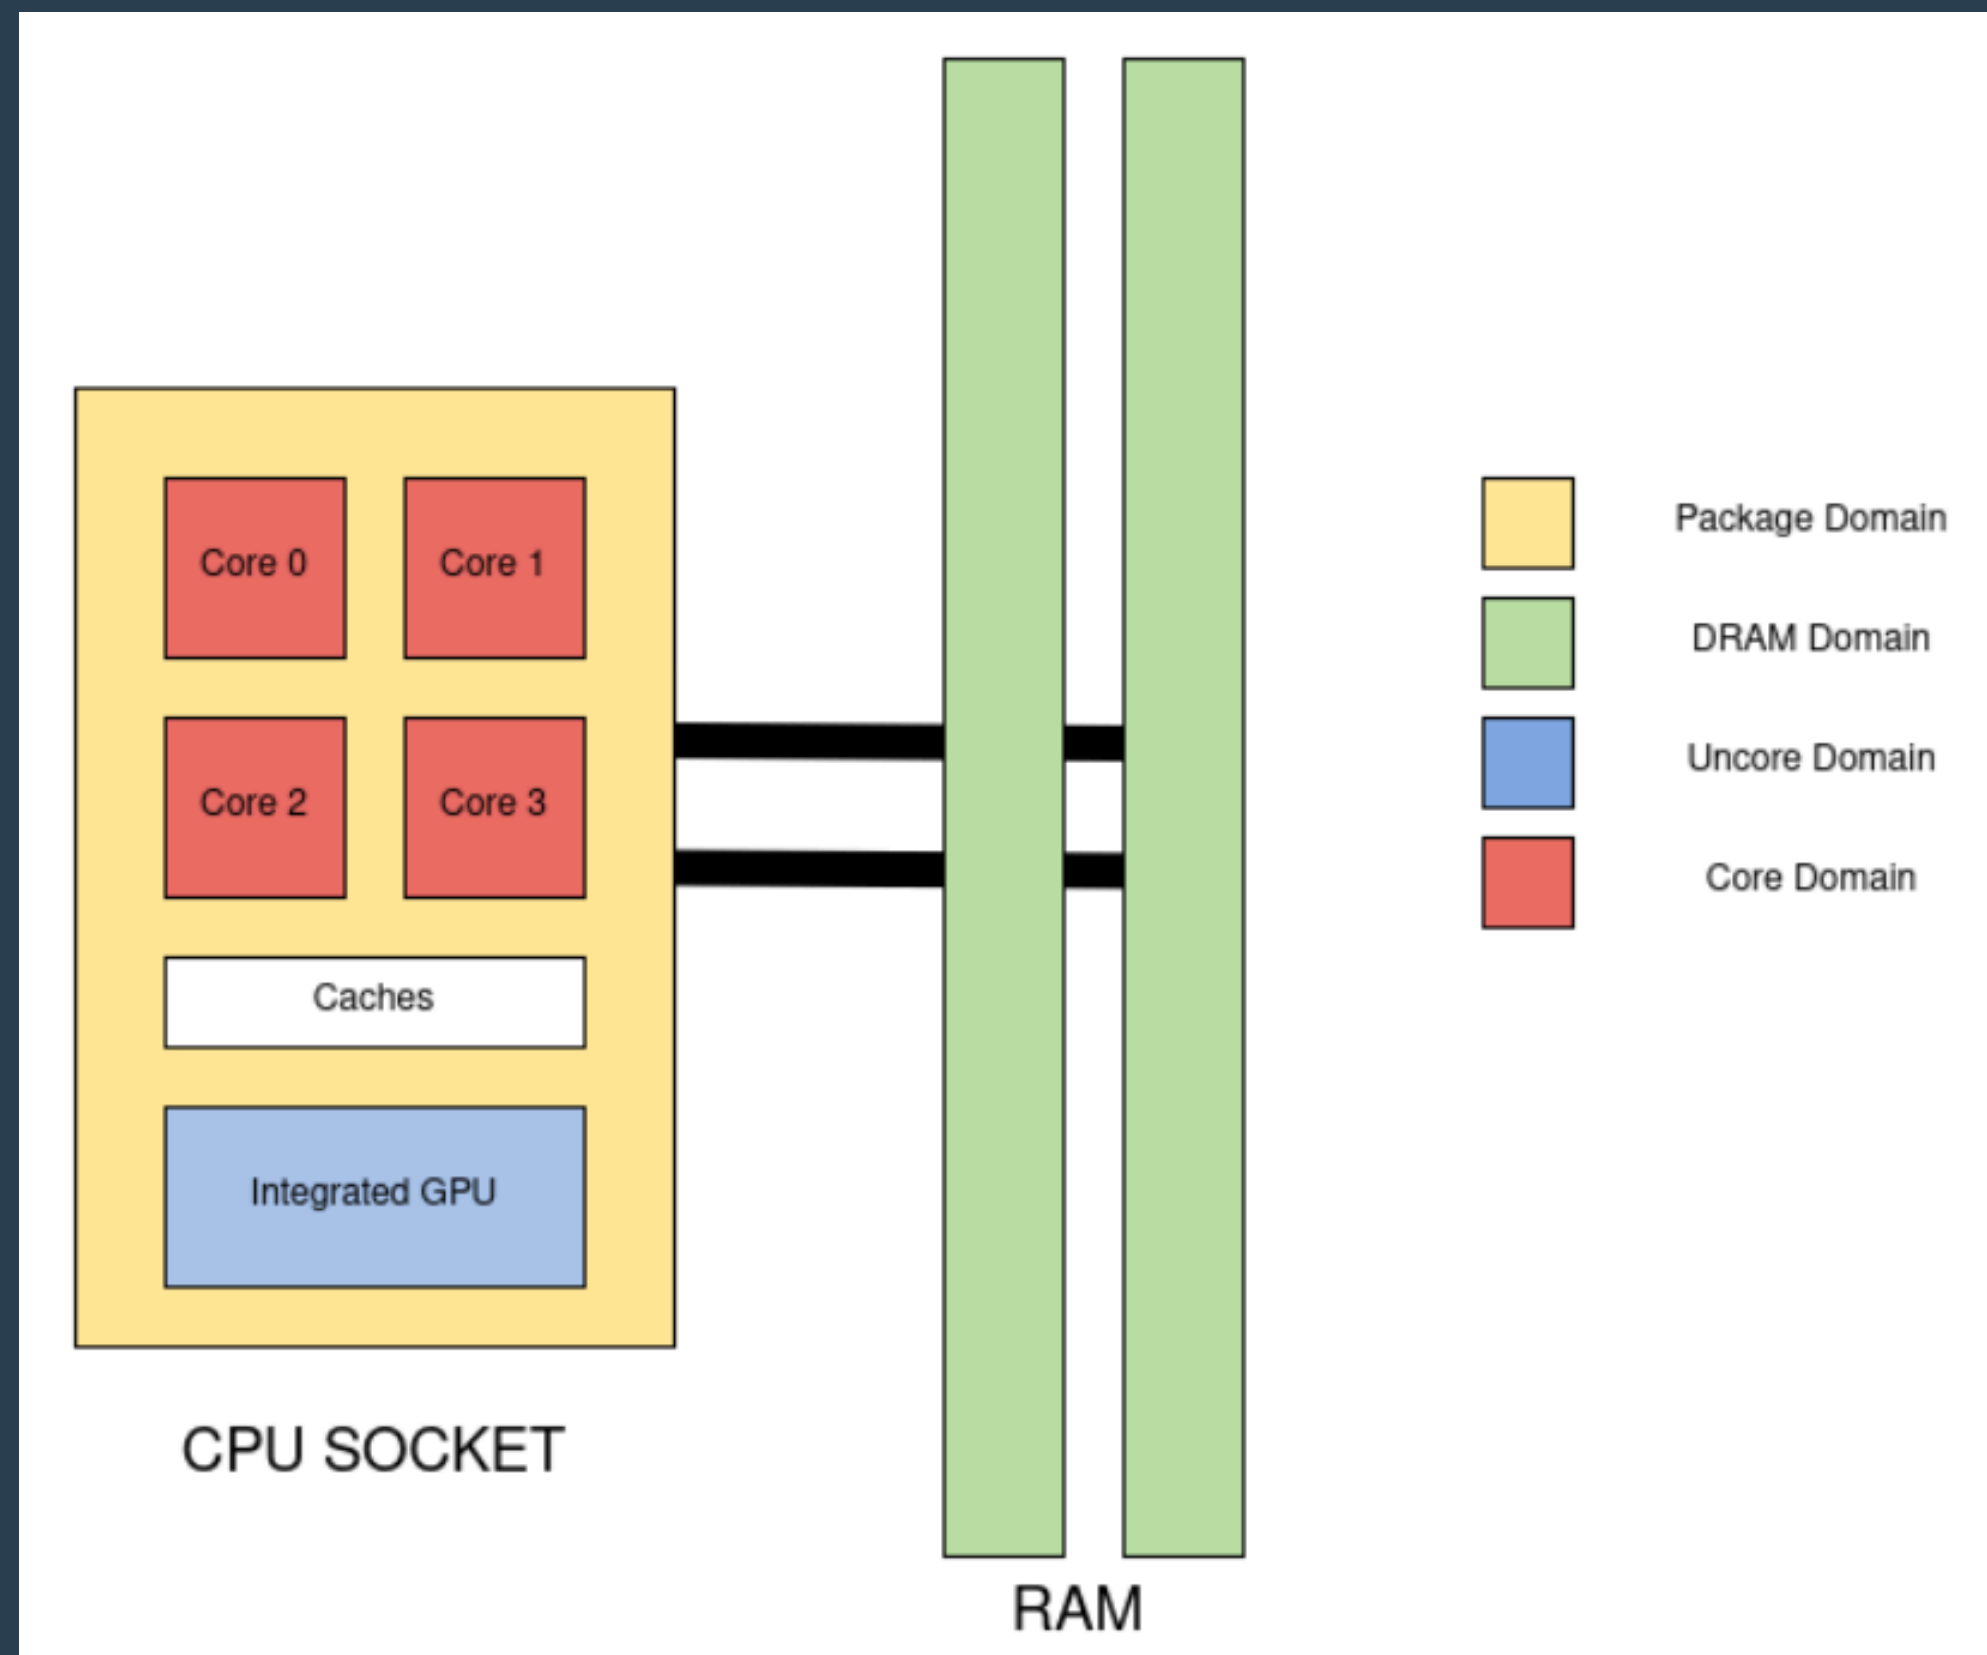 Core 0
Core 1
Core 2
Core 3
Caches
Integrated GPU
CPU SOCKET
RAM
Package Domain
DRAM Domain
Uncore Domain
Core Domain